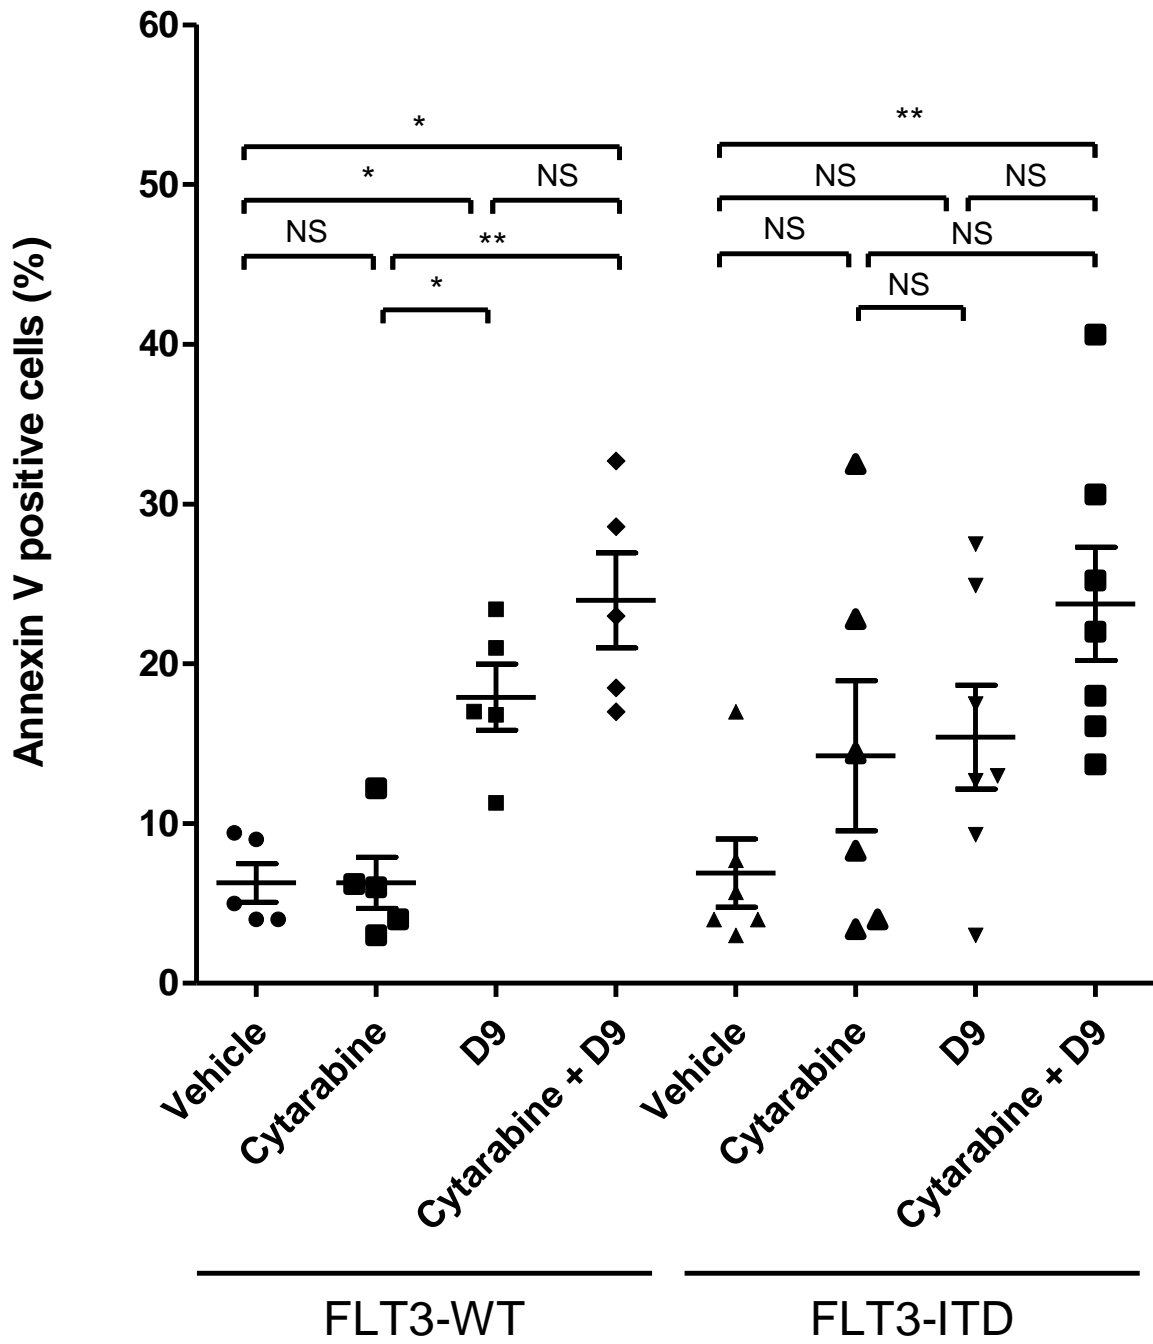 Annexin V positive cells (%)
60
50
40
30
20
10
0
*
* NS
NS **
*
**
NS NS
NS NS
NS
Vehicle
Cytarabine
D9
Cytarabine + D9
Vehicle
Cytarabine
D9
Cytarabine + D9
FLT3-WT
FLT3-ITD